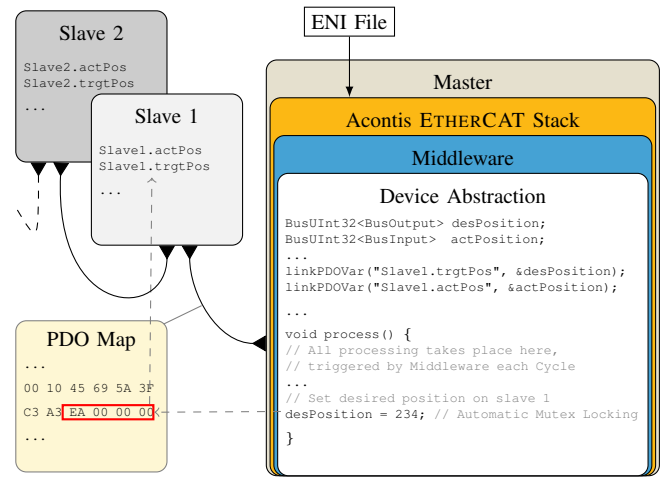 ENI File
Slave 2
Slave2.actPos
Slave2.trgtPos
...
Slave 1
Slave1.actPos
Slave1.trgtPos
...
PDO Map
...
00 10 45 69 5A 3F
C3 A3 EA 00 00 00
...
Master
Acontis ETHERCAT Stack
Middleware
Device Abstraction
BusUInt32<BusOutput> desPosition;
BusUInt32<BusInput>  actPosition;
...
linkPDOVar("Slave1.trgtPos", &desPosition);
linkPDOVar("Slave1.actPos", &actPosition);
...
void process() {
// All processing takes place here,
// triggered by Middleware each Cycle
...
// Set desired position on slave 1
desPosition = 234; // Automatic Mutex Locking
}